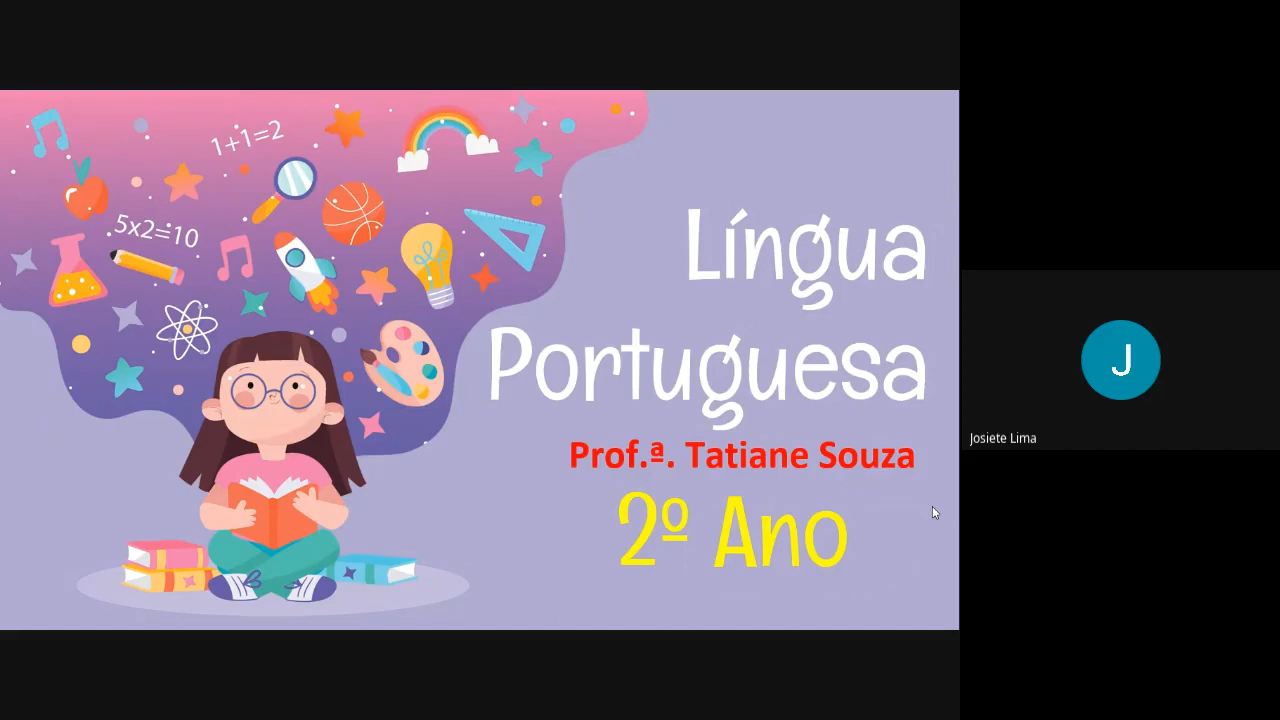 1+1=2
5x2=10
Língua
Portuguesa
Prof.ª. Tatiane Souza
2º Ano
J
Josiete Lima